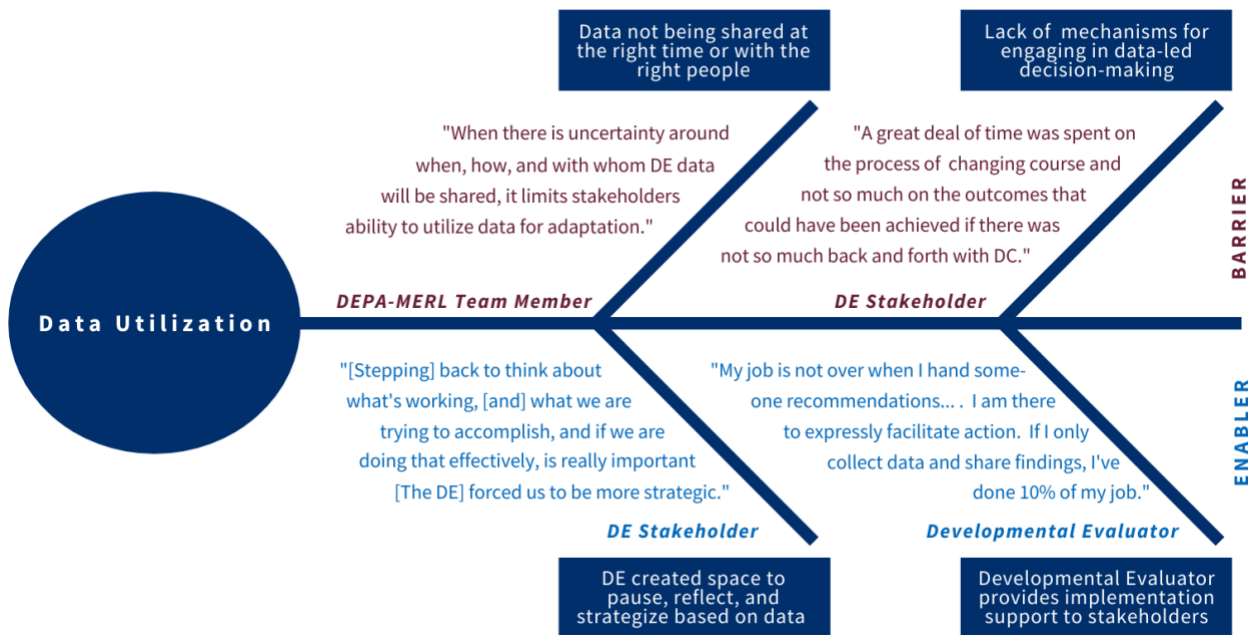 Data not being shared at
the right time or with the
right people
Lack of mechanisms for
engaging in data-led
decision-making
"When there is uncertainty around
when, how, and with whom DE data
will be shared, it limits stakeholders
ability to utilize data for adaptation."
DEPA-MERL Team Member
"A great deal of time was spent on
the process of changing course and
not so much on the outcomes that
could have been achieved if there was
not so much back and forth with DC."
DE Stakeholder
BARRIER
Data Utilization
"[Stepping] back to think about
what's working, [and] what we are
trying to accomplish, and if we are
doing that effectively, is really important
[The DE] forced us to be more strategic."
DE Stakeholder
"My job is not over when I hand some-
one recommendations... . I am there
to expressly facilitate action. If I only
collect data and share findings, I've
done 10% of my job."
Developmental Evaluator
ENABLER
DE created space to
pause, reflect, and
strategize based on data
Developmental Evaluator
provides implementation
support to stakeholders